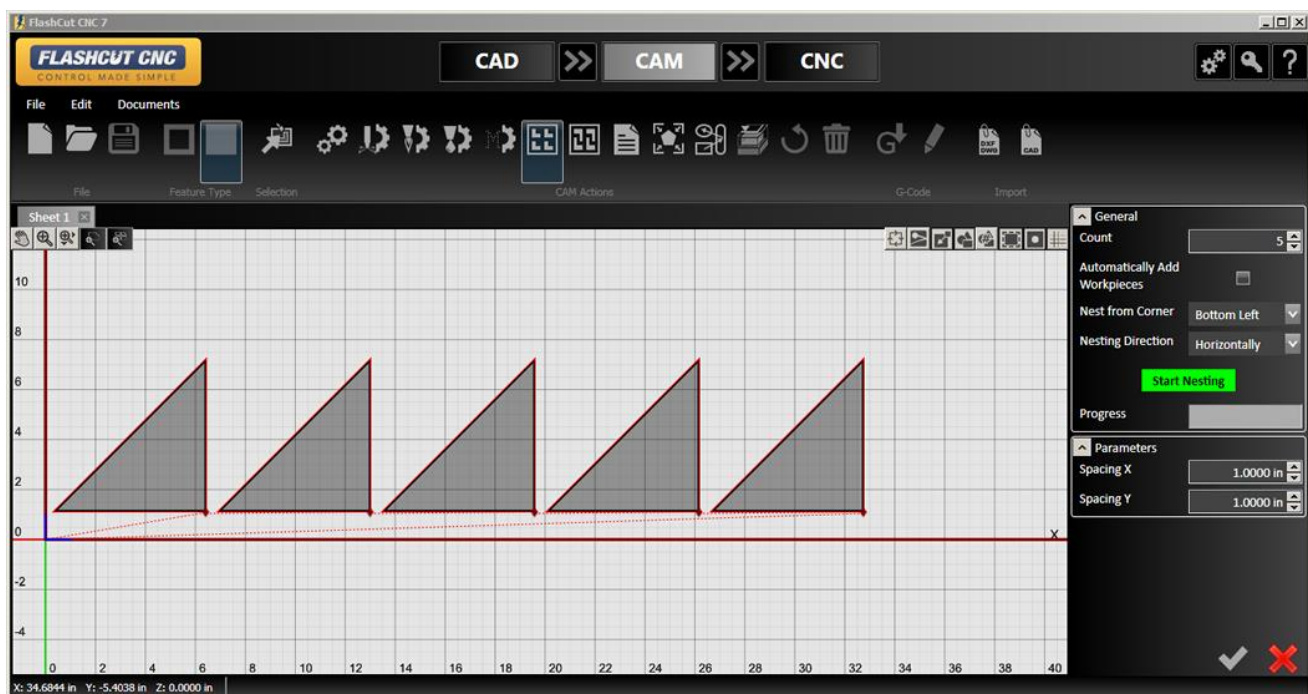 FlashCut CNC 7
FLASHCUT CNC
CONTROL MADE SIMPLE
CAD
CAM
CNC
File Edit Documents
DXF
DWG
CAD
File Feature Type Selection CAM Actions G-Code Import
Sheet 1
10
8
6
4
2
0
-2
-4
X
0 2 4 6 8 10 12 14 16 18 20 22 24 26 28 30 32 34 36 38 40
X: 34.6844 in Y: -5.4038 in Z: 0.0000 in
General
Count 5
Automatically Add
Workpieces
Nest from Corner Bottom Left
Nesting Direction Horizontally
Start Nesting
Progress
Parameters
Spacing X 1.0000 in
Spacing Y 1.0000 in